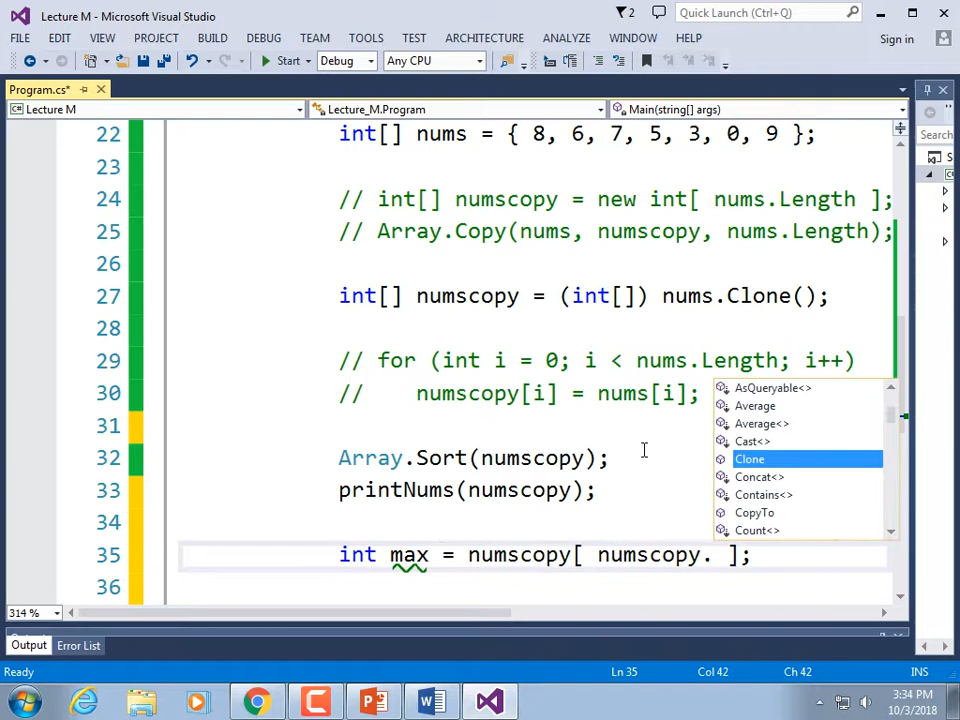 Lecture M - Microsoft Visual Studio
2
Quick Launch (Ctrl+Q)
FILE EDIT VIEW PROJECT BUILD DEBUG TEAM TOOLS TEST ARCHITECTURE ANALYZE WINDOW HELP
Sign in
Start Debug Any CPU
Program.cs*
Lecture M Lecture_M.Program Main(string[] args)
Search
22 int[] nums = { 8, 6, 7, 5, 3, 0, 9 };
23
24 // int[] numscopy = new int[ nums.Length ];
25 // Array.Copy(nums, numscopy, nums.Length);
26
27 int[] numscopy = (int[]) nums.Clone();
28
29 // for (int i = 0; i < nums.Length; i++)
30 // numscopy[i] = nums[i];
31
32 Array.Sort(numscopy);
33 printNums(numscopy);
34
35 int max = numscopy[ numscopy. ];
36
AsQueryable<>
Average
Average<>
Cast<>
Clone
Concat<>
Contains<>
CopyTo
Count<>
314 %
Output Error List
Ready Ln 35 Col 42 Ch 42 INS
3:34 PM
10/3/2018